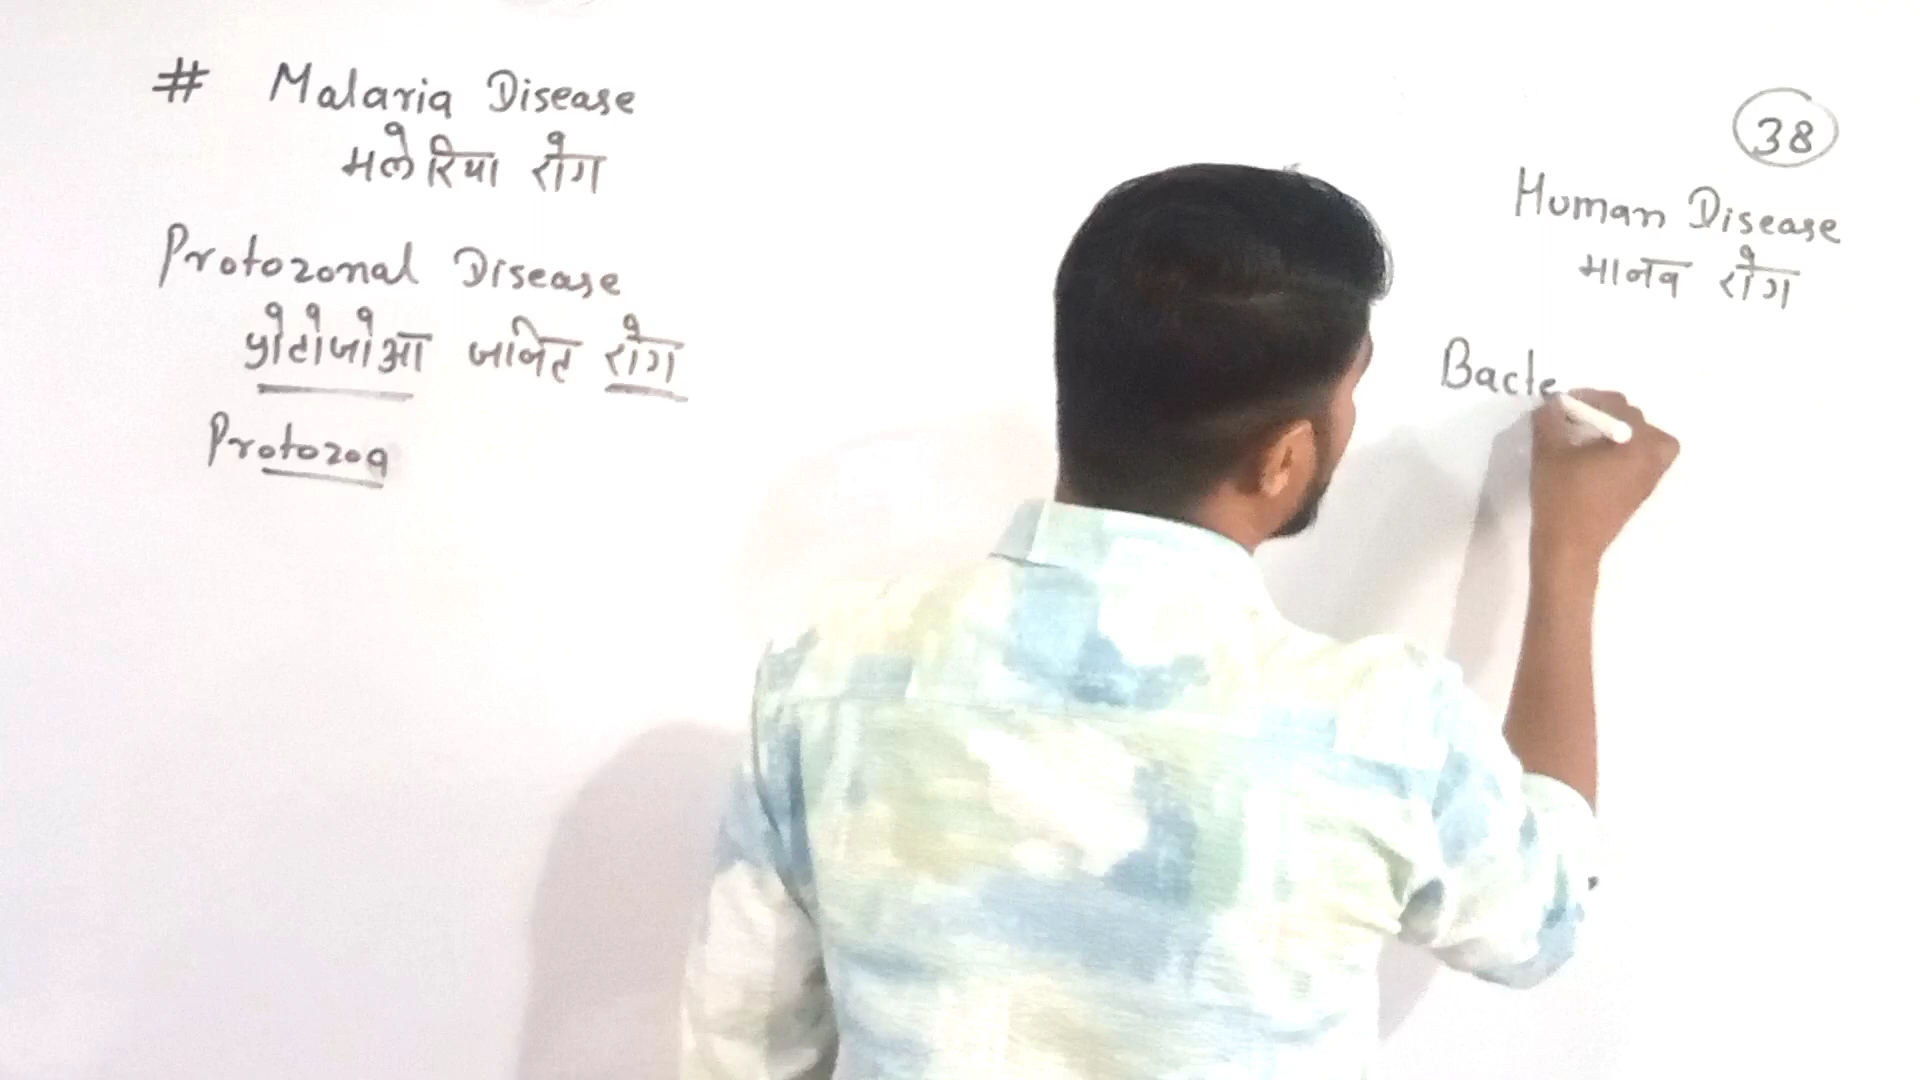 # Malaria Disease
मलेरिया रोग
Protozonal Disease
प्रोटोजोआ जनित रोग
Protozoa
38
Human Disease
मानव रोग
Bacte